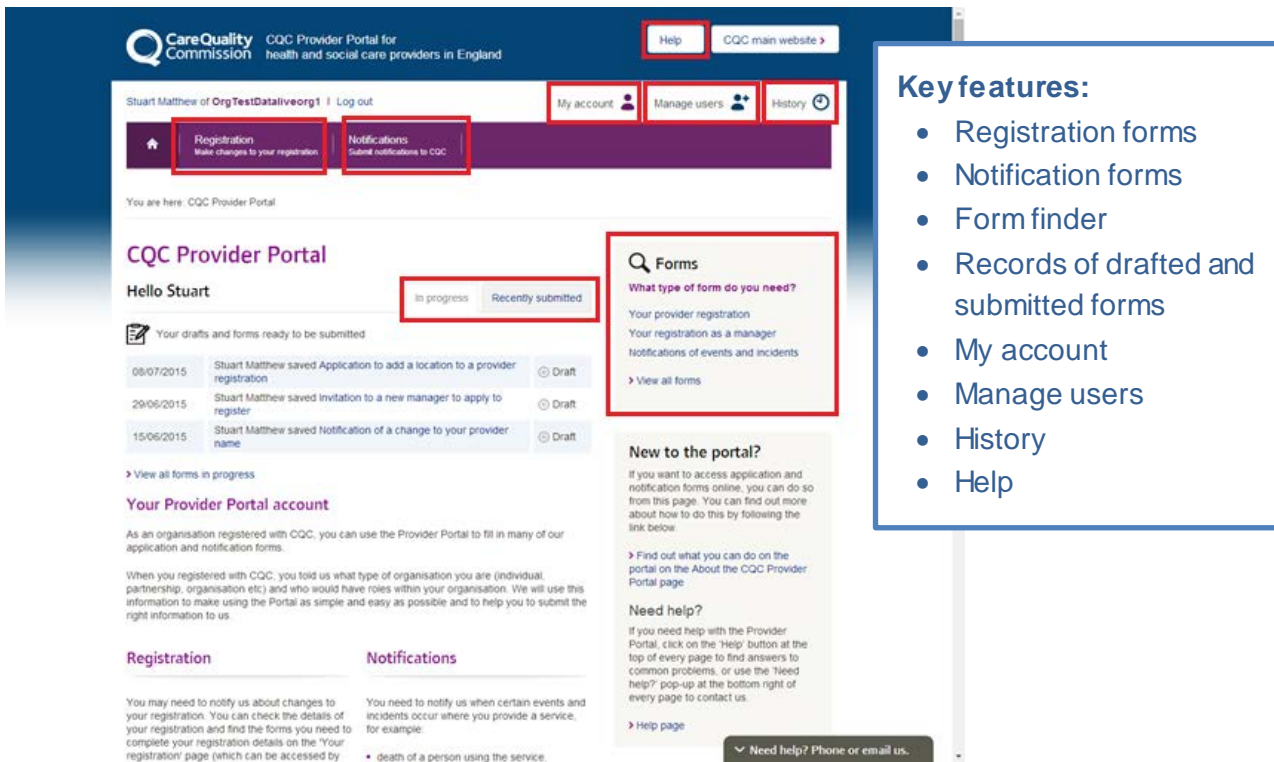 CareQuality
Commission
CQC Provider Portal for
health and social care providers in England
Help
CQC main website >
Stuart Matthew of OrgTestDataliveorg1 | Log out
My account
Manage users
History
Registration
Make changes to your registration
Notifications
Submit notifications to CQC
You are here: CQC Provider Portal
CQC Provider Portal
Hello Stuart
In progress
Recently submitted
Your drafts and forms ready to be submitted
08/07/2015 Stuart Matthew saved Application to add a location to a provider
registration
Draft
29/06/2015 Stuart Matthew saved Invitation to a new manager to apply to
register
Draft
15/06/2015 Stuart Matthew saved Notification of a change to your provider
name
Draft
> View all forms in progress
Your Provider Portal account
As an organisation registered with CQC, you can use the Provider Portal to fill in many of our
application and notification forms.
When you registered with CQC, you told us what type of organisation you are (individual,
partnership, organisation etc) and who would have roles within your organisation. We will use this
information to make using the Portal as simple and easy as possible and to help you to submit the
right information to us.
Registration
You may need to notify us about changes to
your registration. You can check the details of
your registration and find the forms you need to
complete your registration details on the 'Your
registration' page (which can be accessed by
Notifications
You need to notify us when certain events and
incidents occur where you provide a service,
for example:
• death of a person using the service.
Forms
What type of form do you need?
Your provider registration
Your registration as a manager
Notifications of events and incidents
> View all forms
New to the portal?
If you want to access application and
notification forms online, you can do so
from this page. You can find out more
about how to do this by following the
link below.
> Find out what you can do on the
portal on the About the CQC Provider
Portal page
Need help?
If you need help with the Provider
Portal, click on the 'Help' button at the
top of every page to find answers to
common problems, or use the 'Need
help?' pop-up at the bottom right of
every page to contact us.
> Help page
Need help? Phone or email us.
Key features:
• Registration forms
• Notification forms
• Form finder
• Records of drafted and
submitted forms
• My account
• Manage users
• History
• Help